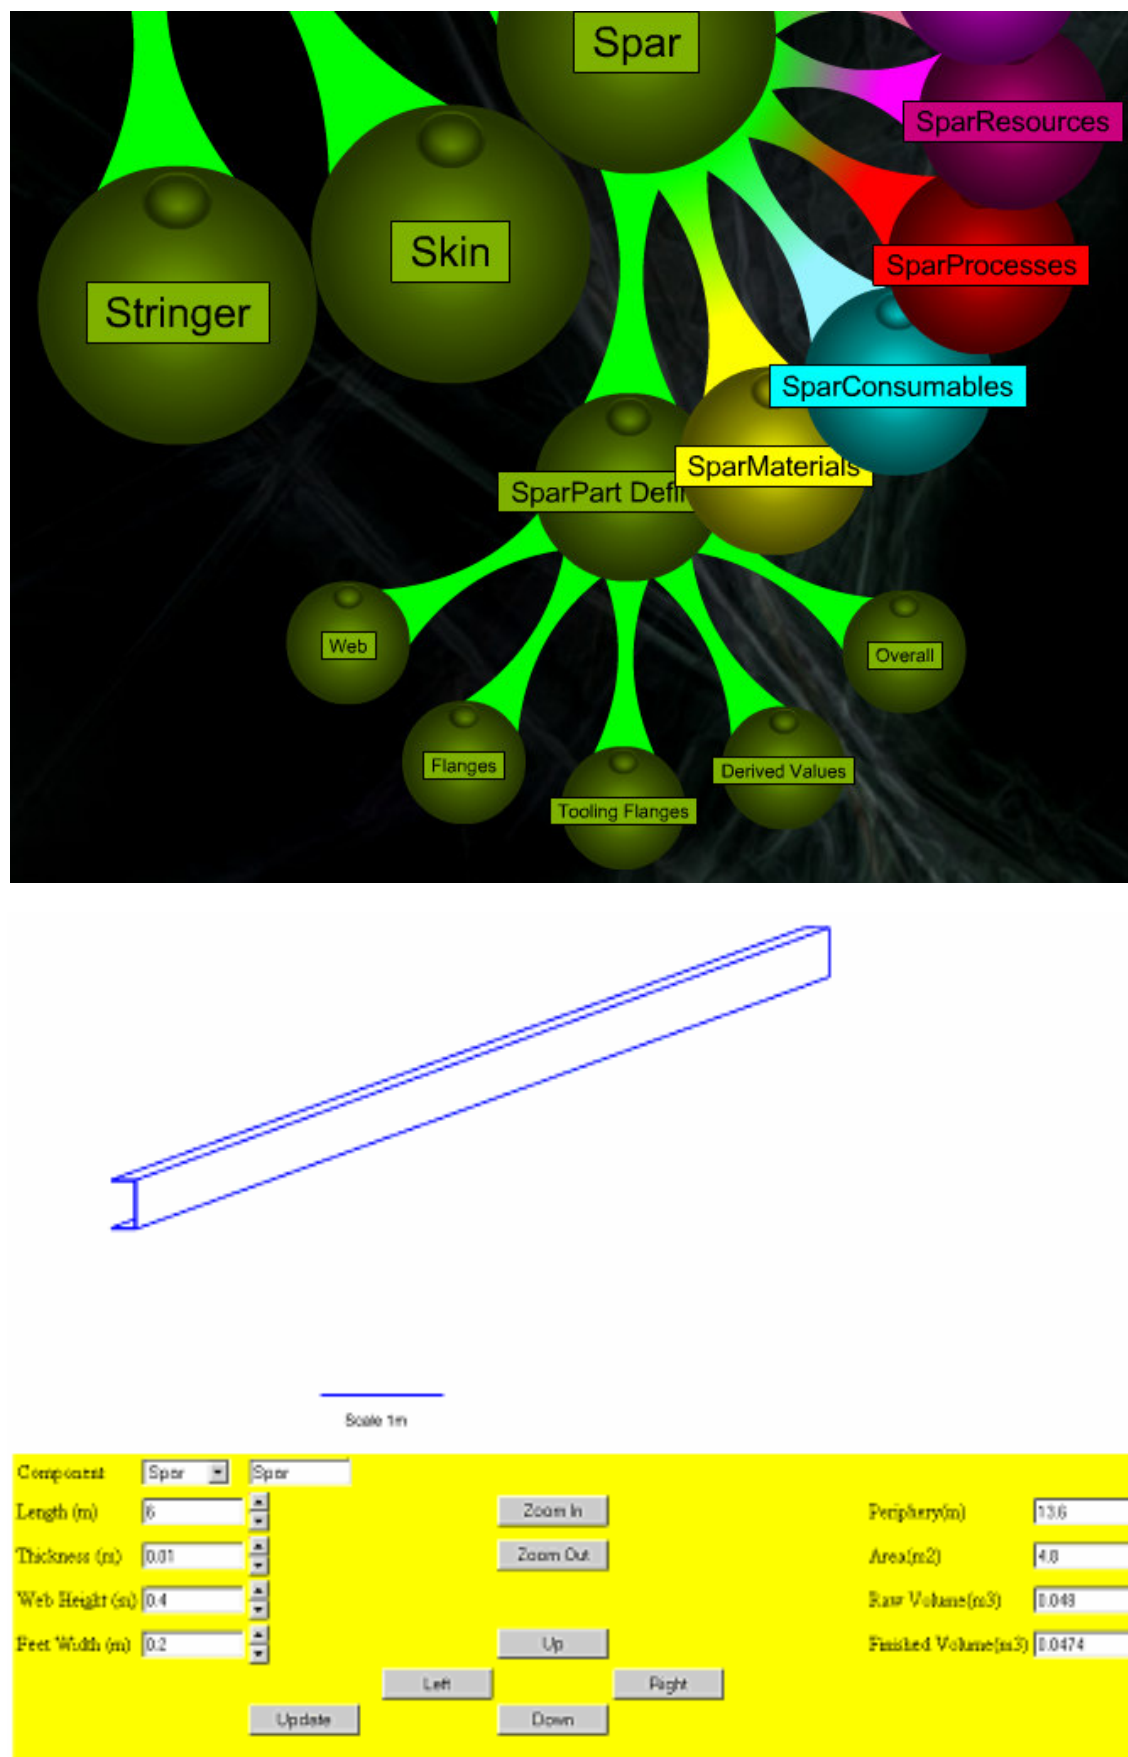 Spar
SparResources
Skin
SparProcesses
Stringer
SparConsumables
SparMaterials
SparPart Defin
Web
Overall
Flanges
Derived Values
Tooling Flanges
Scale 1m
Component Spar Spar
Length (m) 6 Zoom In Periphery(m) 13.6
Thickness (m) 0.01 Zoom Out Area(m2) 4.8
Web Height (m) 0.4 Raw Volume(m3) 0.048
Feet Width (m) 0.2 Up Finished Volume(m3) 0.0474
Left Right
Update Down